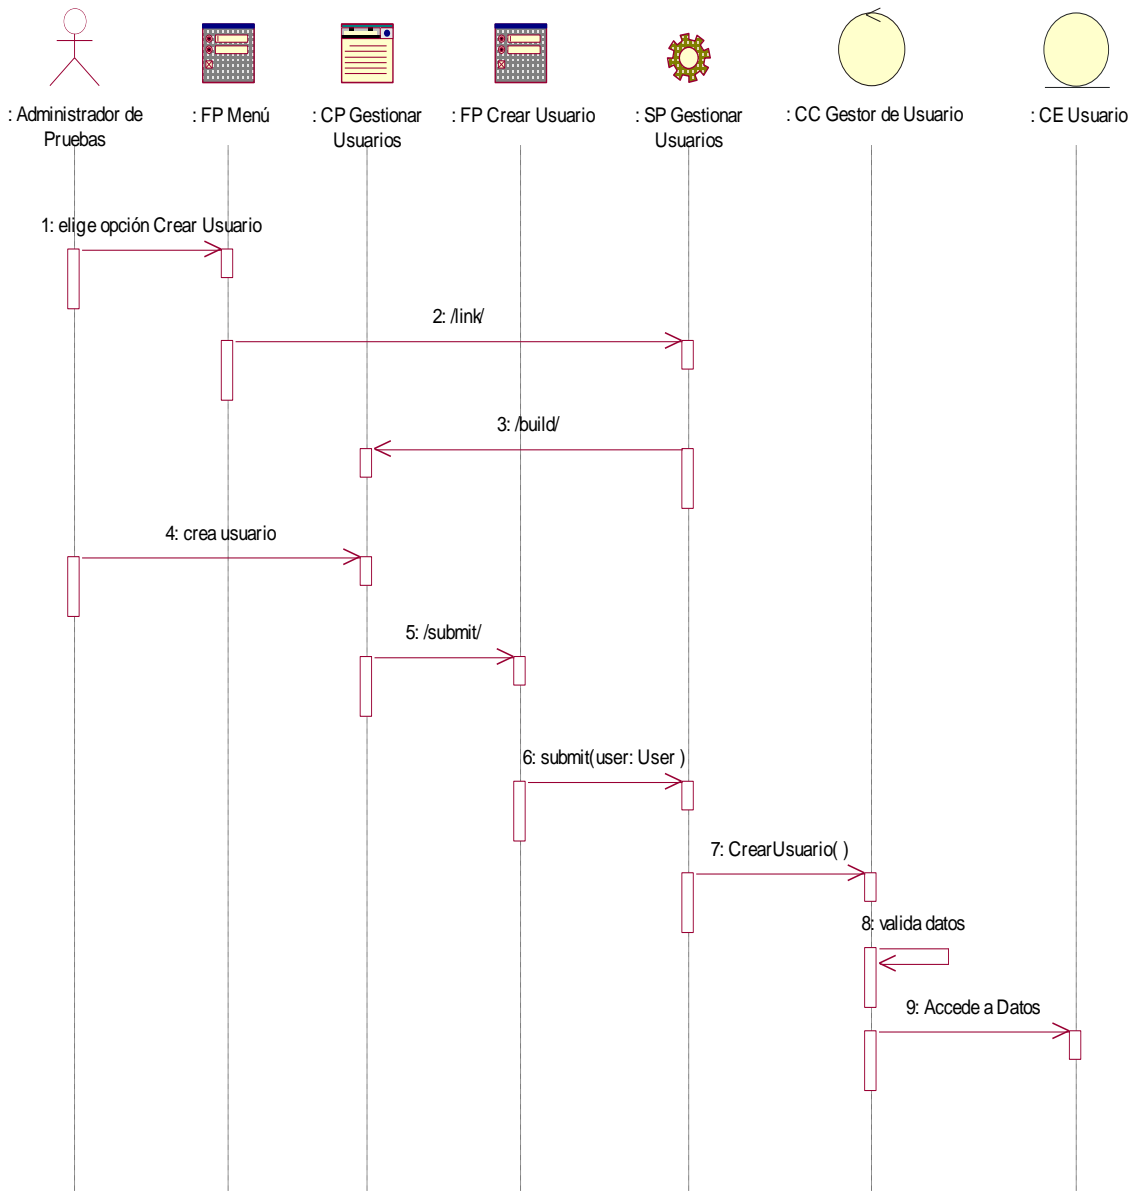 : Administrador de
Pruebas
: FP Menú
: CP Gestionar
Usuarios
: FP Crear Usuario
: SP Gestionar
Usuarios
: CC Gestor de Usuario
: CE Usuario
1: elige opción Crear Usuario
2: /link/
3: /build/
4: crea usuario
5: /submit/
6: submit(user: User )
7: CrearUsuario( )
8: valida datos
9: Accede a Datos